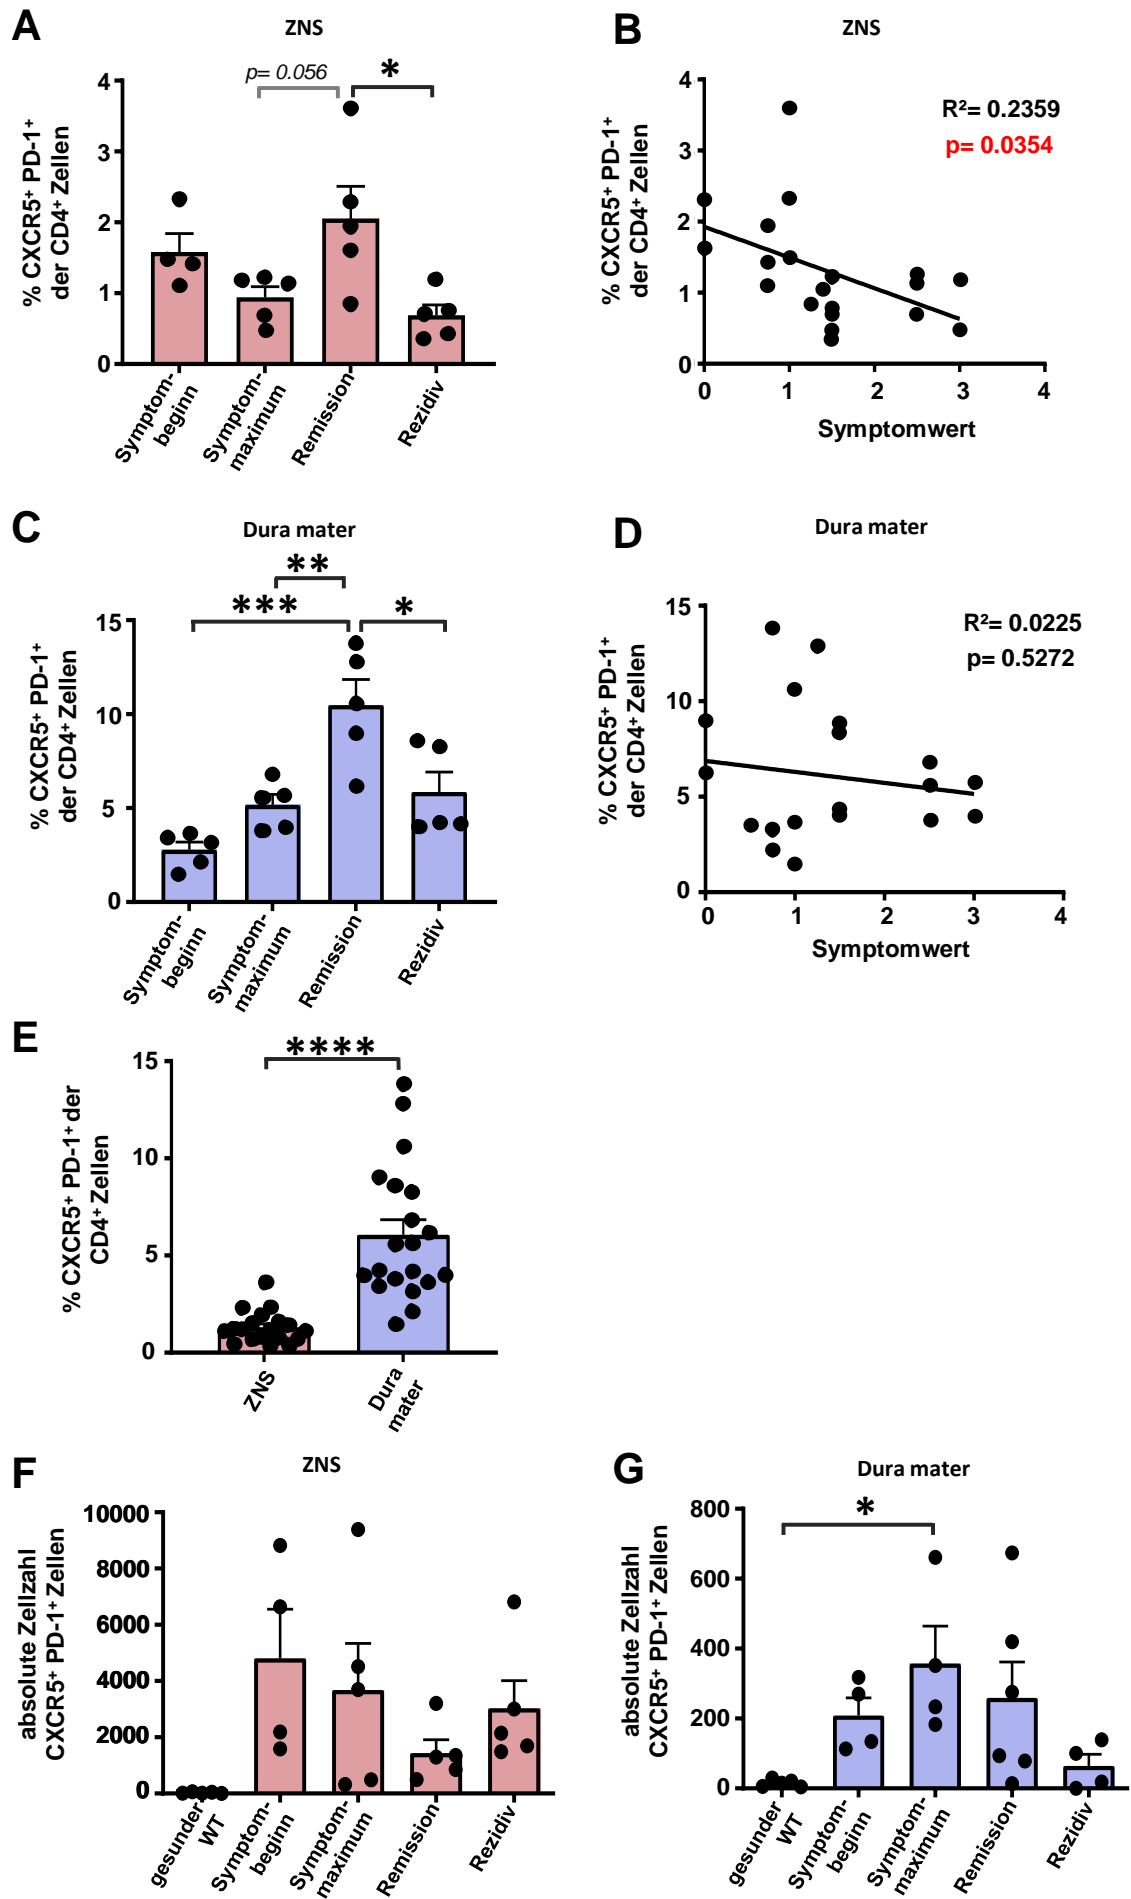 A
ZNS
p= 0.056
*
4
3
2
1
0
% CXCR5⁺ PD-1⁺
der CD4⁺ Zellen
Symptom-
beginn
Symptom-
maximum
Remission
Rezidiv
B
ZNS
R²= 0.2359
p= 0.0354
4
3
2
1
0
% CXCR5⁺ PD-1⁺
der CD4⁺ Zellen
0 1 2 3 4
Symptomwert
C
Dura mater
**
***
*
15
10
5
0
% CXCR5⁺ PD-1⁺
der CD4⁺ Zellen
Symptom-
beginn
Symptom-
maximum
Remission
Rezidiv
D
Dura mater
R²= 0.0225
p= 0.5272
15
10
5
0
% CXCR5⁺ PD-1⁺
der CD4⁺ Zellen
0 1 2 3 4
Symptomwert
E
****
15
10
5
0
% CXCR5⁺ PD-1⁺ der
CD4⁺ Zellen
ZNS
Dura
mater
F
ZNS
10000
8000
6000
4000
2000
0
absolute Zellzahl
CXCR5⁺ PD-1⁺ Zellen
gesunder
WT
Symptom-
beginn
Symptom-
maximum
Remission
Rezidiv
G
Dura mater
*
800
600
400
200
0
absolute Zellzahl
CXCR5⁺ PD-1⁺ Zellen
gesunder
WT
Symptom-
beginn
Symptom-
maximum
Remission
Rezidiv